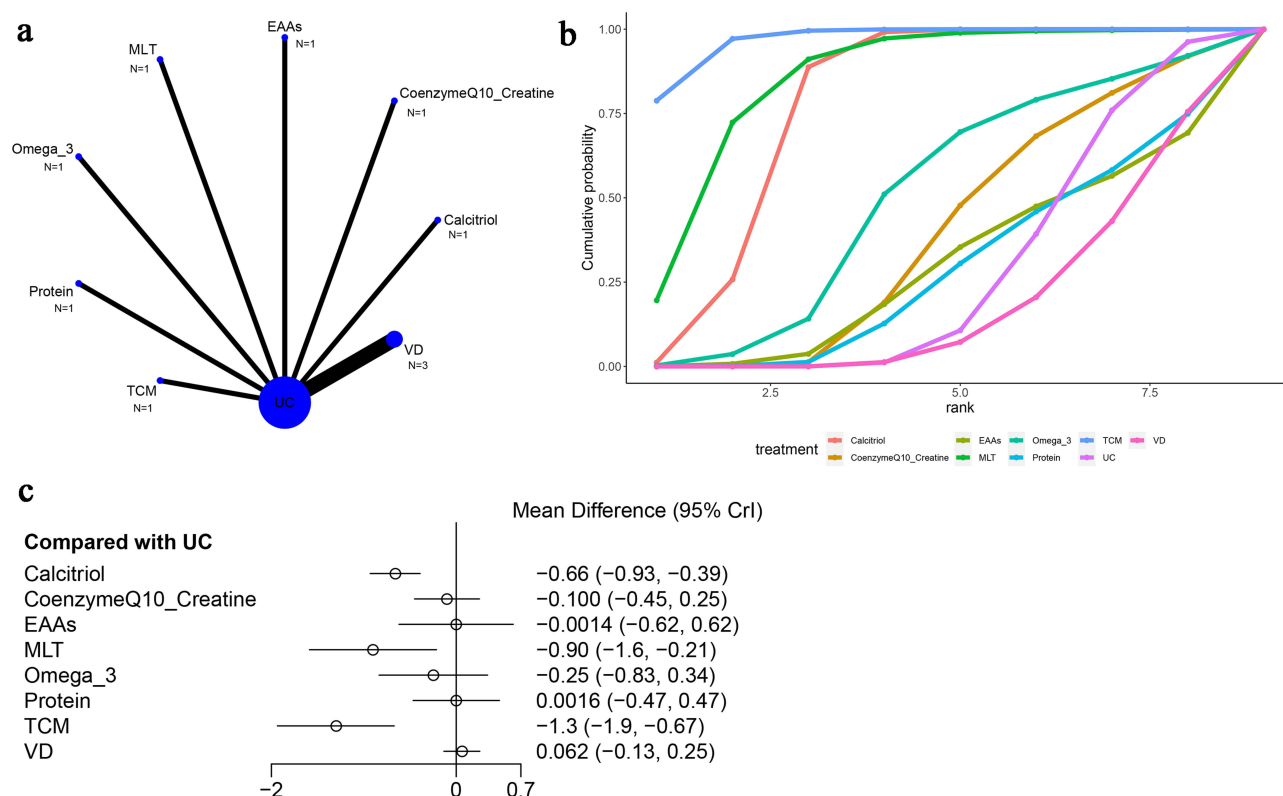 a
EAAs
N=1
MLT
N=1
CoenzymeQ10_Creatine
N=1
Omega_3
N=1
Calcitriol
N=1
Protein
N=1
VD
N=3
TCM
N=1
UC
b
1.00
0.75
0.50
0.25
0.00
Cumulative probability
2.5 5.0 7.5
rank
treatment
Calcitriol EAAs Omega_3 TCM VD
CoenzymeQ10_Creatine MLT Protein UC
c
Mean Difference (95% CrI)
Compared with UC
Calcitriol −0.66 (−0.93, −0.39)
CoenzymeQ10_Creatine −0.100 (−0.45, 0.25)
EAAs −0.0014 (−0.62, 0.62)
MLT −0.90 (−1.6, −0.21)
Omega_3 −0.25 (−0.83, 0.34)
Protein 0.0016 (−0.47, 0.47)
TCM −1.3 (−1.9, −0.67)
VD 0.062 (−0.13, 0.25)
−2 0 0.7